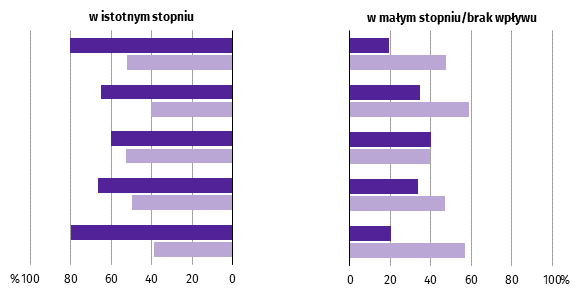 w istotnym stopniu
w małym stopniu/brak wpływu
%100 80 60 40 20 0
0 20 40 60 80 100%